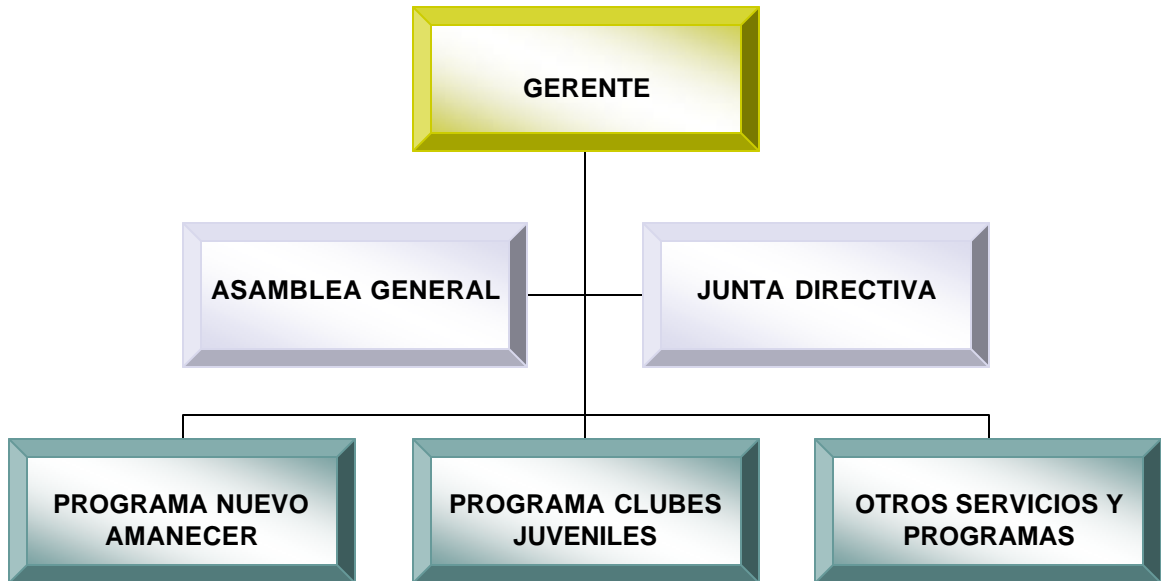 GERENTE
ASAMBLEA GENERAL
JUNTA DIRECTIVA
PROGRAMA NUEVO
AMANECER
PROGRAMA CLUBES
JUVENILES
OTROS SERVICIOS Y
PROGRAMAS